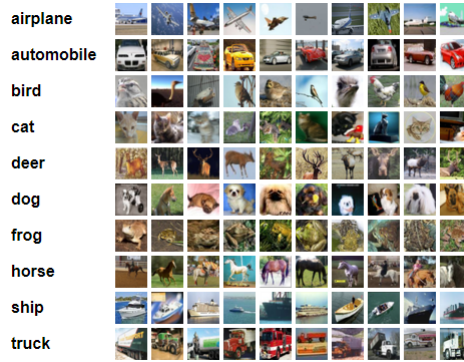 airplane
automobile
bird
cat
deer
dog
frog
horse
ship
truck